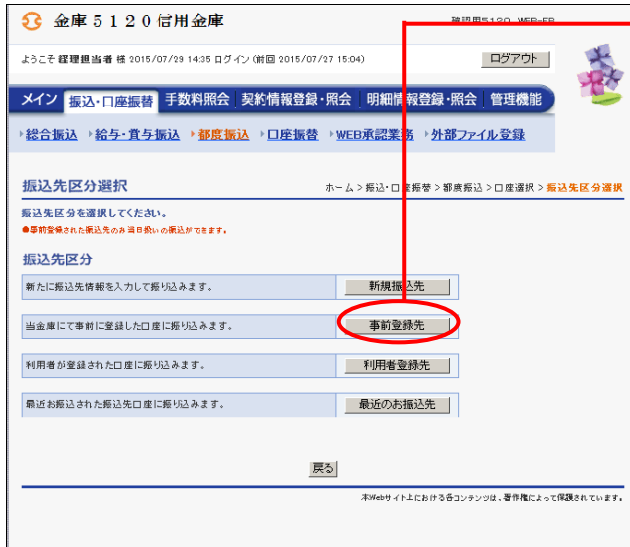 金庫5120信用金庫
確認用5120 WEB-FB
ようこそ 経理担当者 様 2015/07/29 14:35 ログイン (前回 2015/07/27 15:04)
ログアウト
メイン 振込・口座振替 手数料照会 契約情報登録・照会 明細情報登録・照会 管理機能
総合振込 給与・賞与振込 都度振込 口座振替 WEB承認業務 外部ファイル登録
振込先区分選択
ホーム > 振込・口座振替 > 都度振込 > 口座選択 > 振込先区分選択
振込先区分を選択してください。
●事前登録された振込先のみ当日扱いの振込ができます。
振込先区分
新たに振込先情報を入力して振り込みます。 新規振込先
当金庫にて事前に登録した口座に振り込みます。 事前登録先
利用者が登録された口座に振り込みます。 利用者登録先
最近お振込された振込先口座に振り込みます。 最近のお振込先
戻る
本Webサイト上における各コンテンツは、著作権によって保護されています。